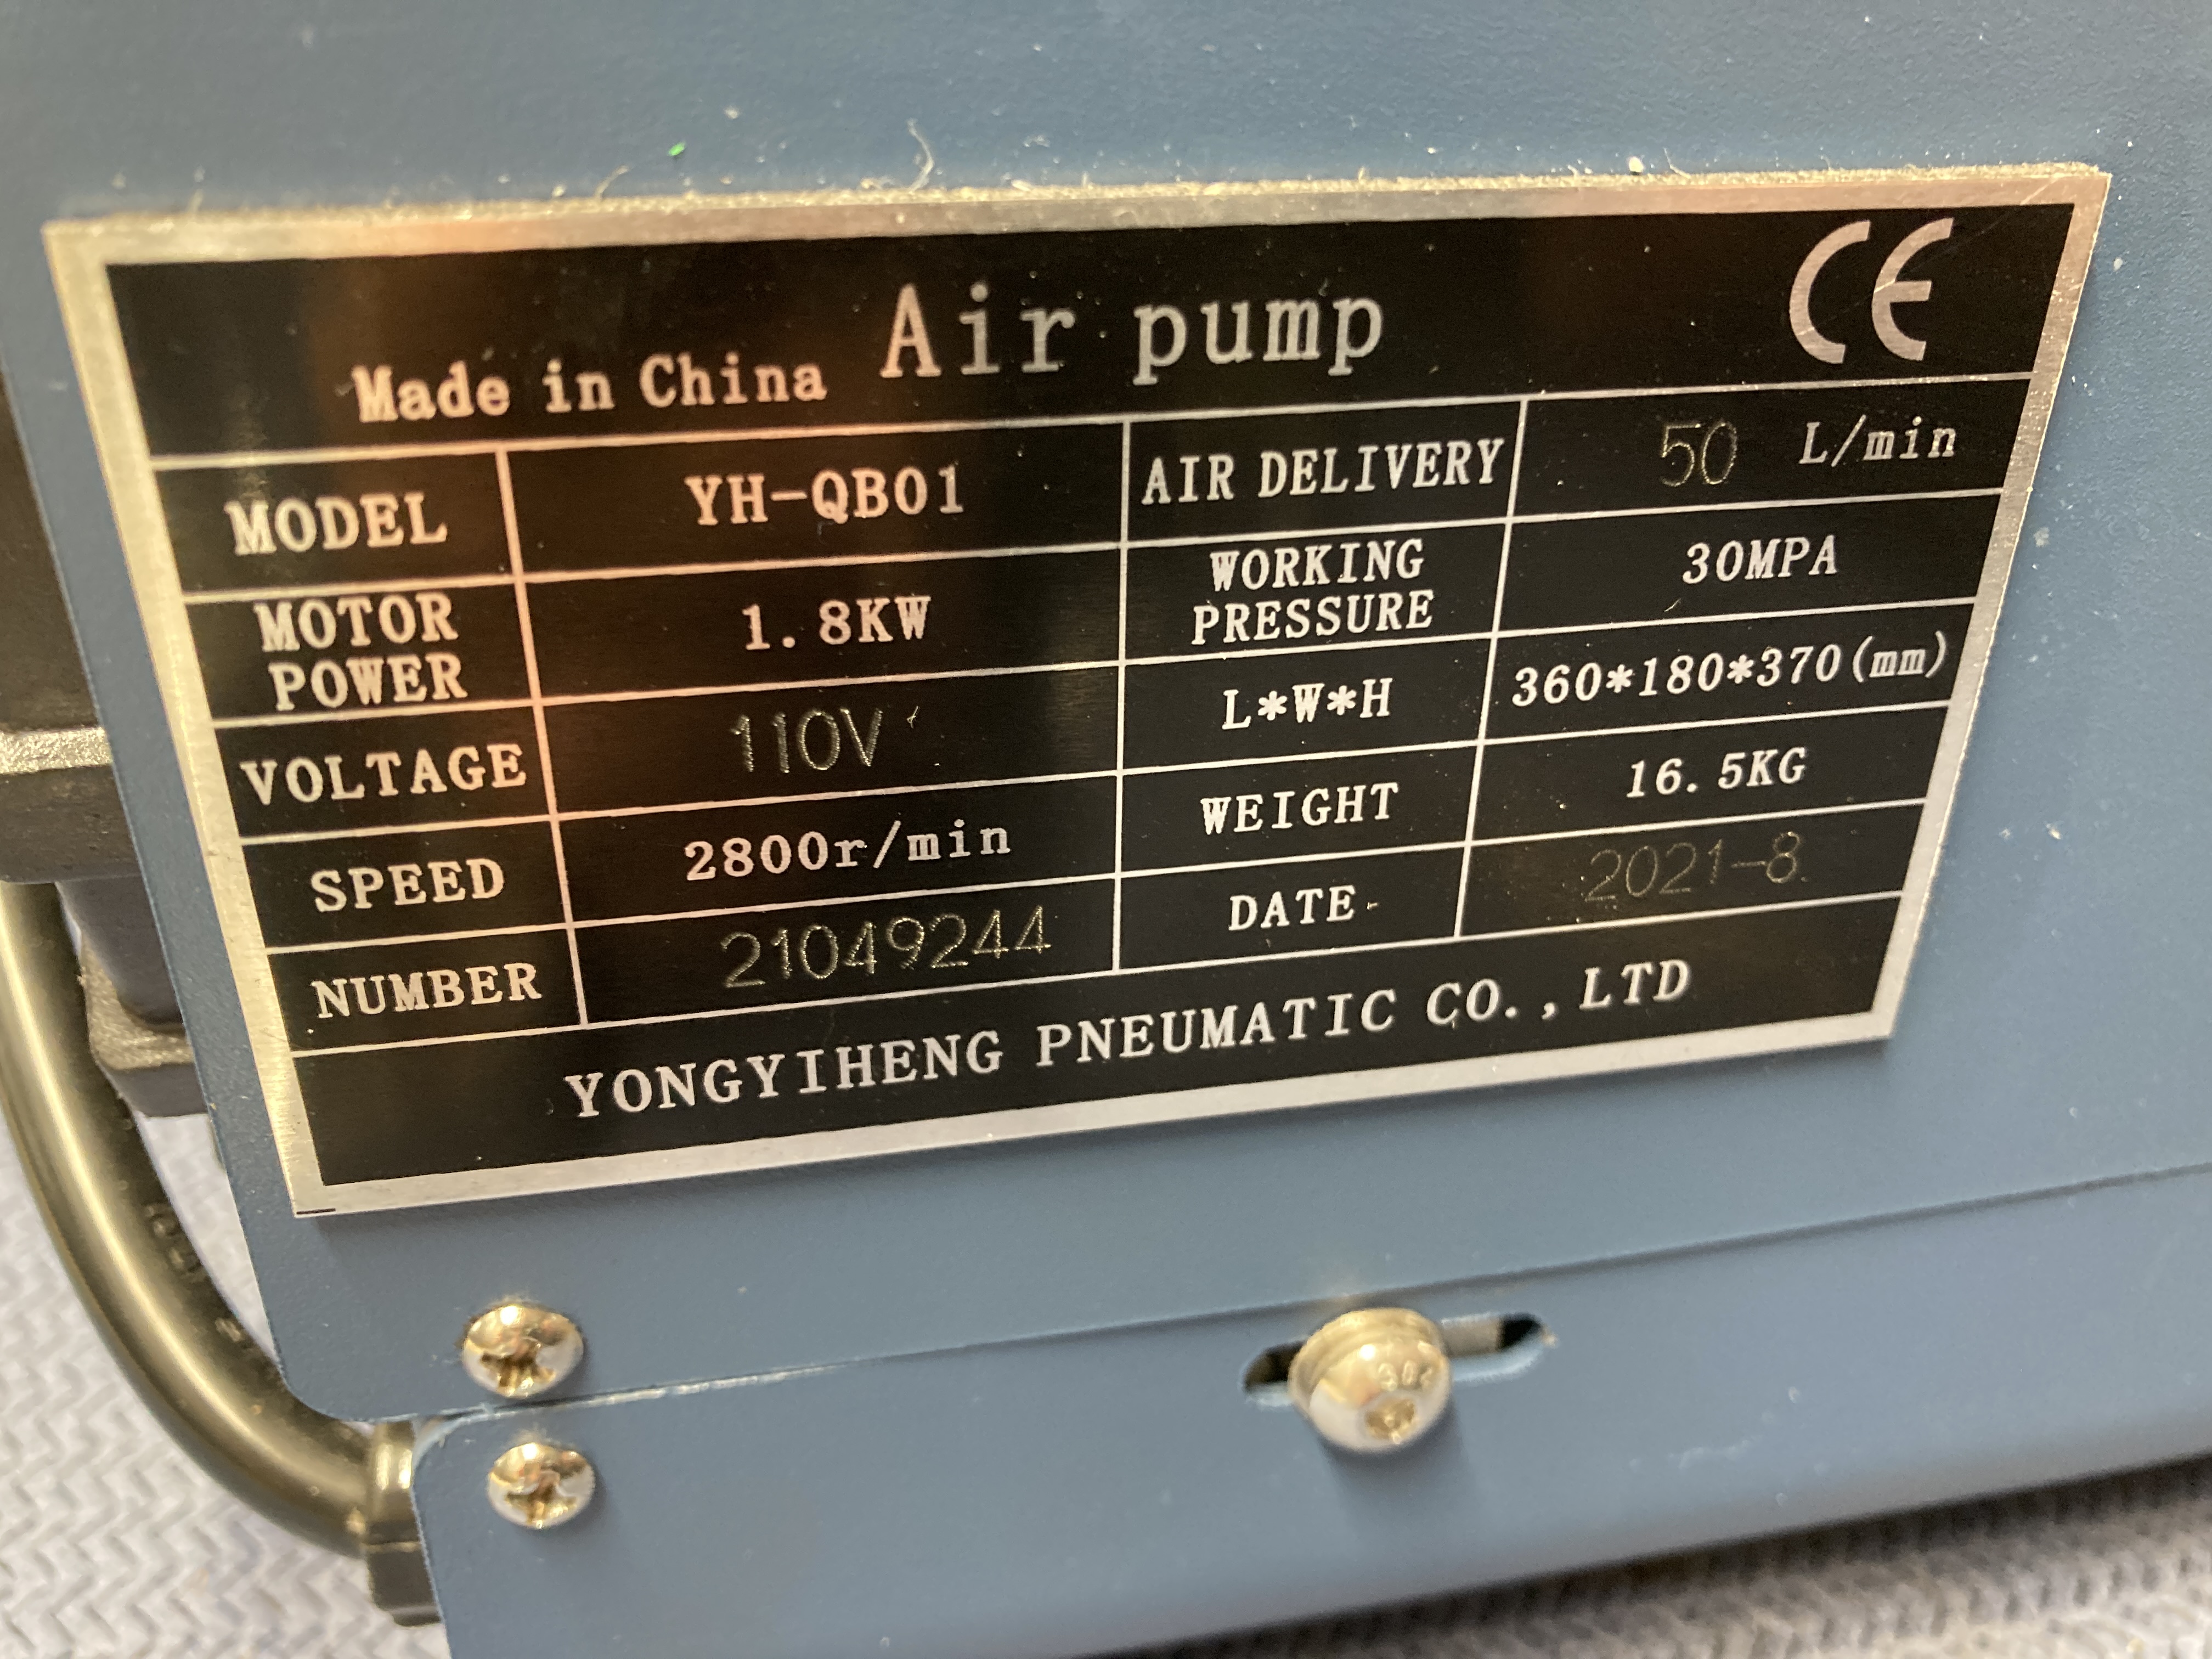 Air pump
CE
Made in China
MODEL YH-QB01 AIR DELIVERY 50 L/min
MOTOR POWER 1.8KW WORKING PRESSURE 30MPA
VOLTAGE 110V L*W*H 360*180*370(mm)
SPEED 2800r/min WEIGHT 16.5KG
NUMBER 21049244 DATE 2021-8
YONGYIHENG PNEUMATIC CO.,LTD